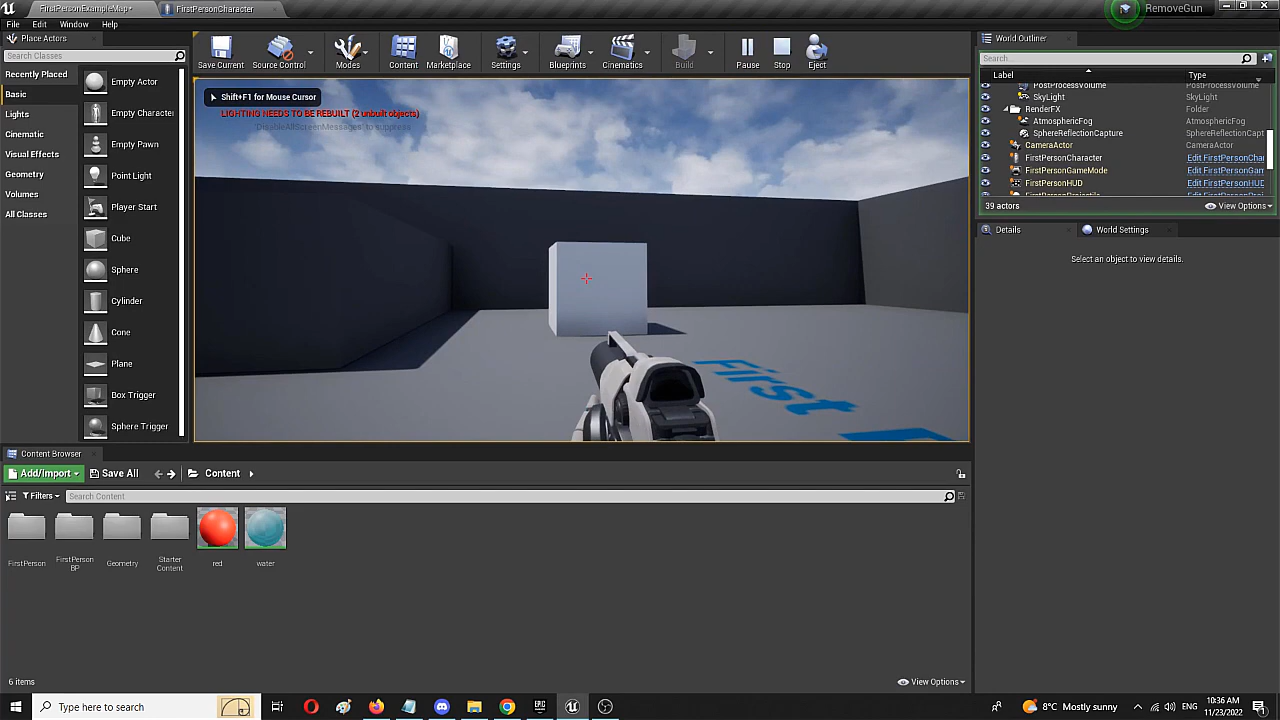 FirstPersonExampleMap*
FirstPersonCharacter
RemoveGun
File Edit Window Help
Place Actors
Search Classes
Recently Placed
Basic
Lights
Cinematic
Visual Effects
Geometry
Volumes
All Classes
Empty Actor
Empty Character
Empty Pawn
Point Light
Player Start
Cube
Sphere
Cylinder
Cone
Plane
Box Trigger
Sphere Trigger
Save Current
Source Control
Modes
Content
Marketplace
Settings
Blueprints
Cinematics
Build
Pause
Stop
Eject
Shift+F1 for Mouse Cursor
LIGHTING NEEDS TO BE REBUILT (2 unbuilt objects)
'DisableAllScreenMessages' to suppress
First
World Outliner
Search...
Label Type
PostProcessVolume PostProcessVolume
SkyLight SkyLight
RenderFX Folder
AtmosphericFog AtmosphericFog
SphereReflectionCapture SphereReflectionCapt
CameraActor CameraActor
FirstPersonCharacter Edit FirstPersonChar
FirstPersonGameMode Edit FirstPersonGam
FirstPersonHUD Edit FirstPersonHUD
39 actors
View Options
Details
World Settings
Select an object to view details.
Content Browser
Add/Import
Save All
Content
Filters
Search Content
FirstPerson
FirstPerson
BP
Geometry
Starter
Content
red
water
6 items
View Options
Type here to search
EPIC
8°C Mostly sunny
ENG
10:36 AM
11/23/2022